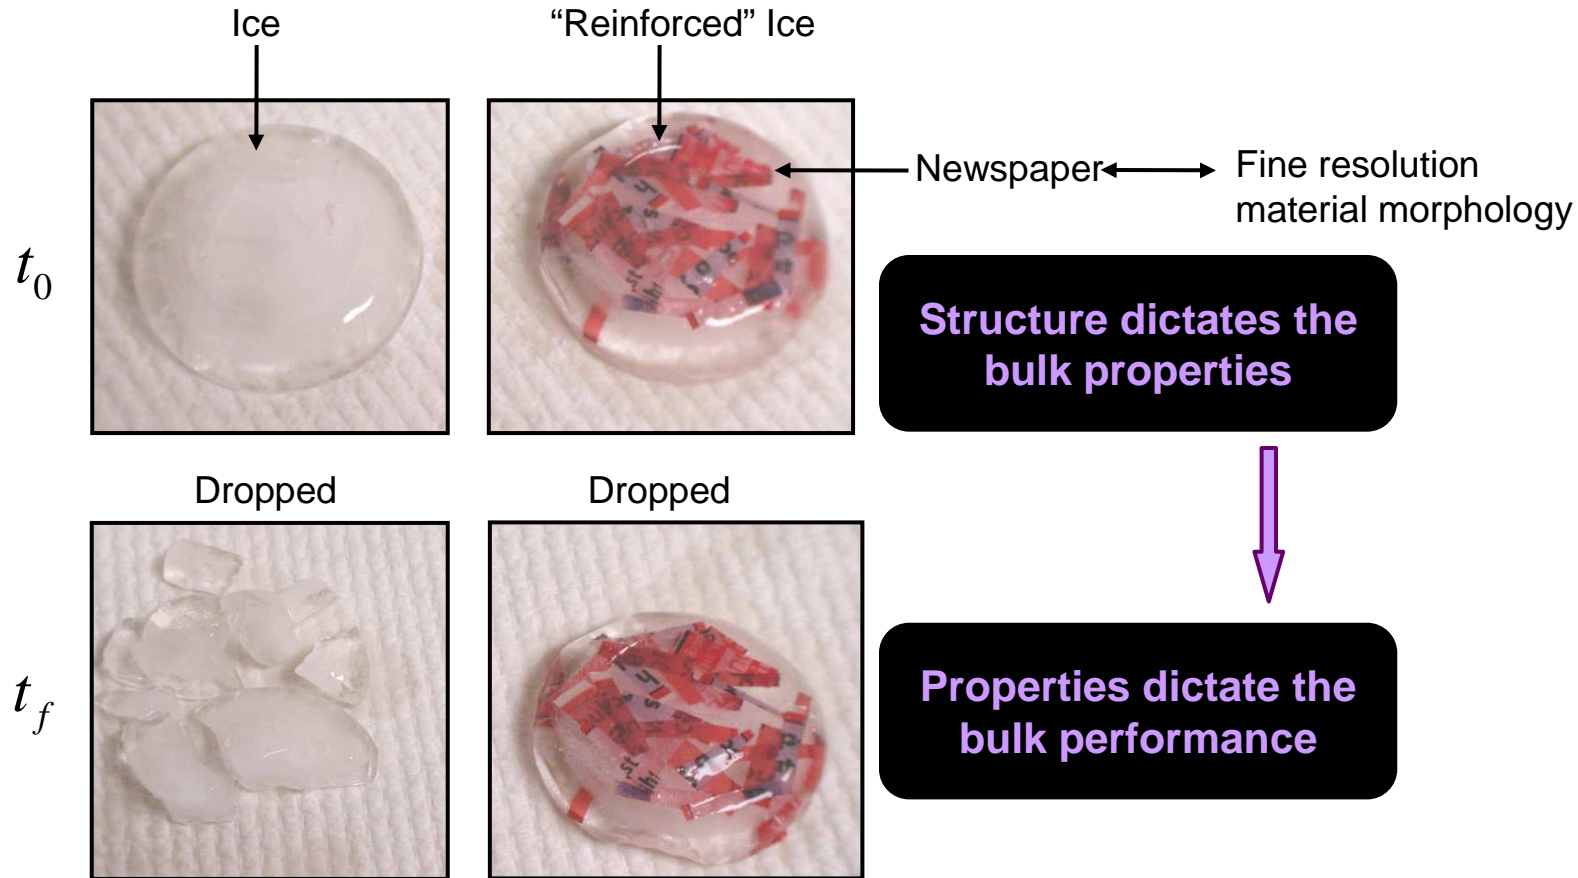 Ice
“Reinforced” Ice
Newspaper
Fine resolution
material morphology
t0
Structure dictates the
bulk properties
Dropped
Dropped
tf
Properties dictate the
bulk performance